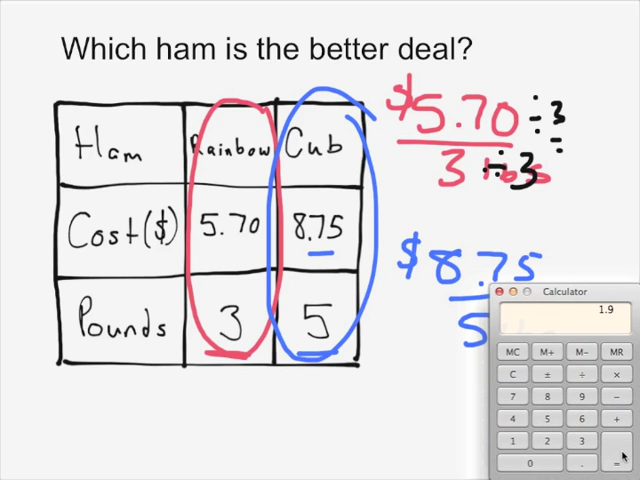 Which ham is the better deal?
Ham Rainbow Cub
Cost($) 5.70 8.75
Pounds 3 5
$5.70 ÷ 3
3 ÷ 3 =
$8.75
5
Calculator
1.9
MC M+ M− MR
C ± ÷ ×
7 8 9 −
4 5 6 +
1 2 3
0 . =